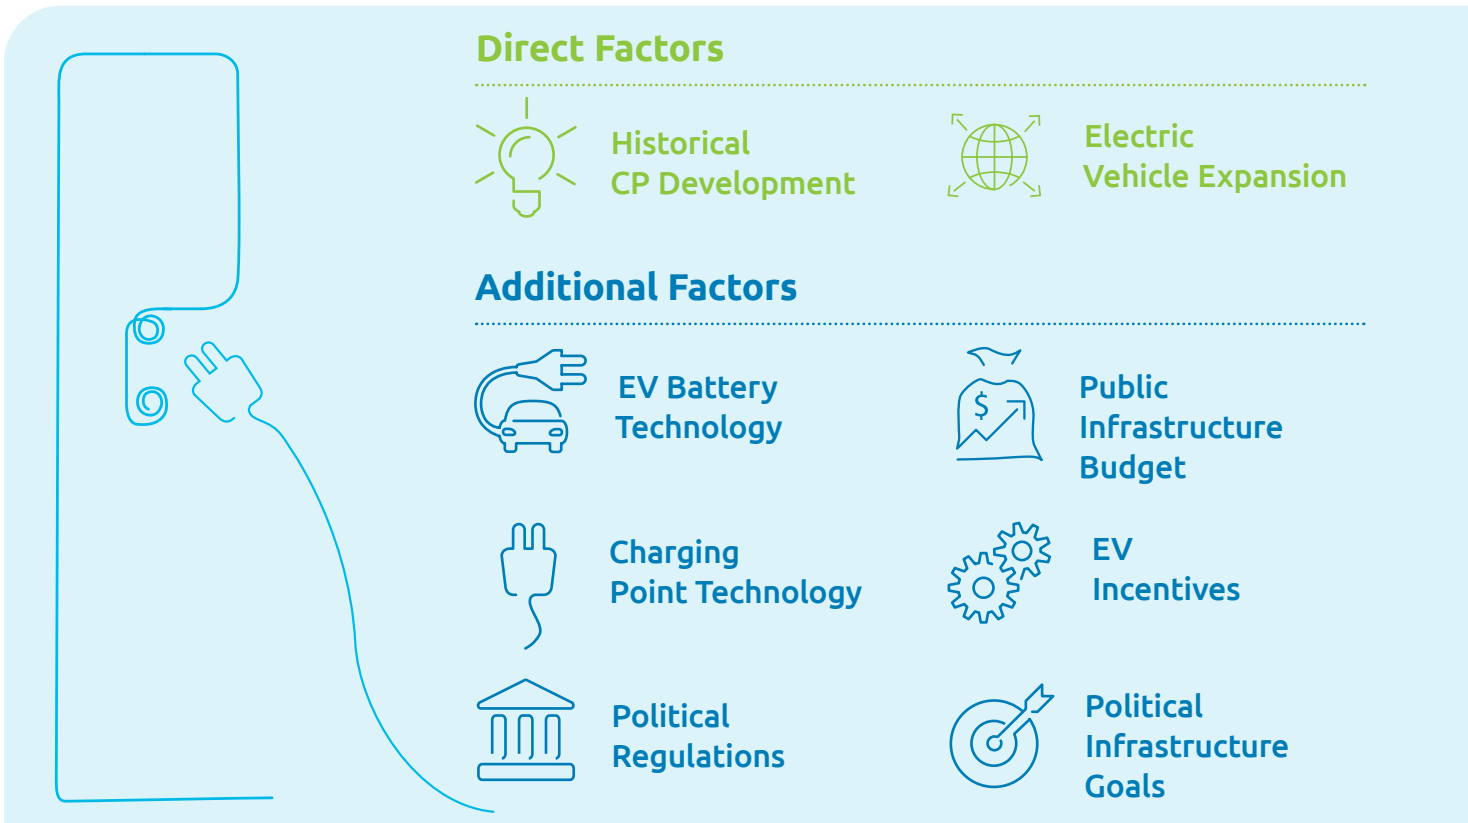 Direct Factors
Historical
CP Development
Electric
Vehicle Expansion
Additional Factors
EV Battery
Technology
Public
Infrastructure
Budget
$
Charging
Point Technology
EV
Incentives
Political
Regulations
Political
Infrastructure
Goals